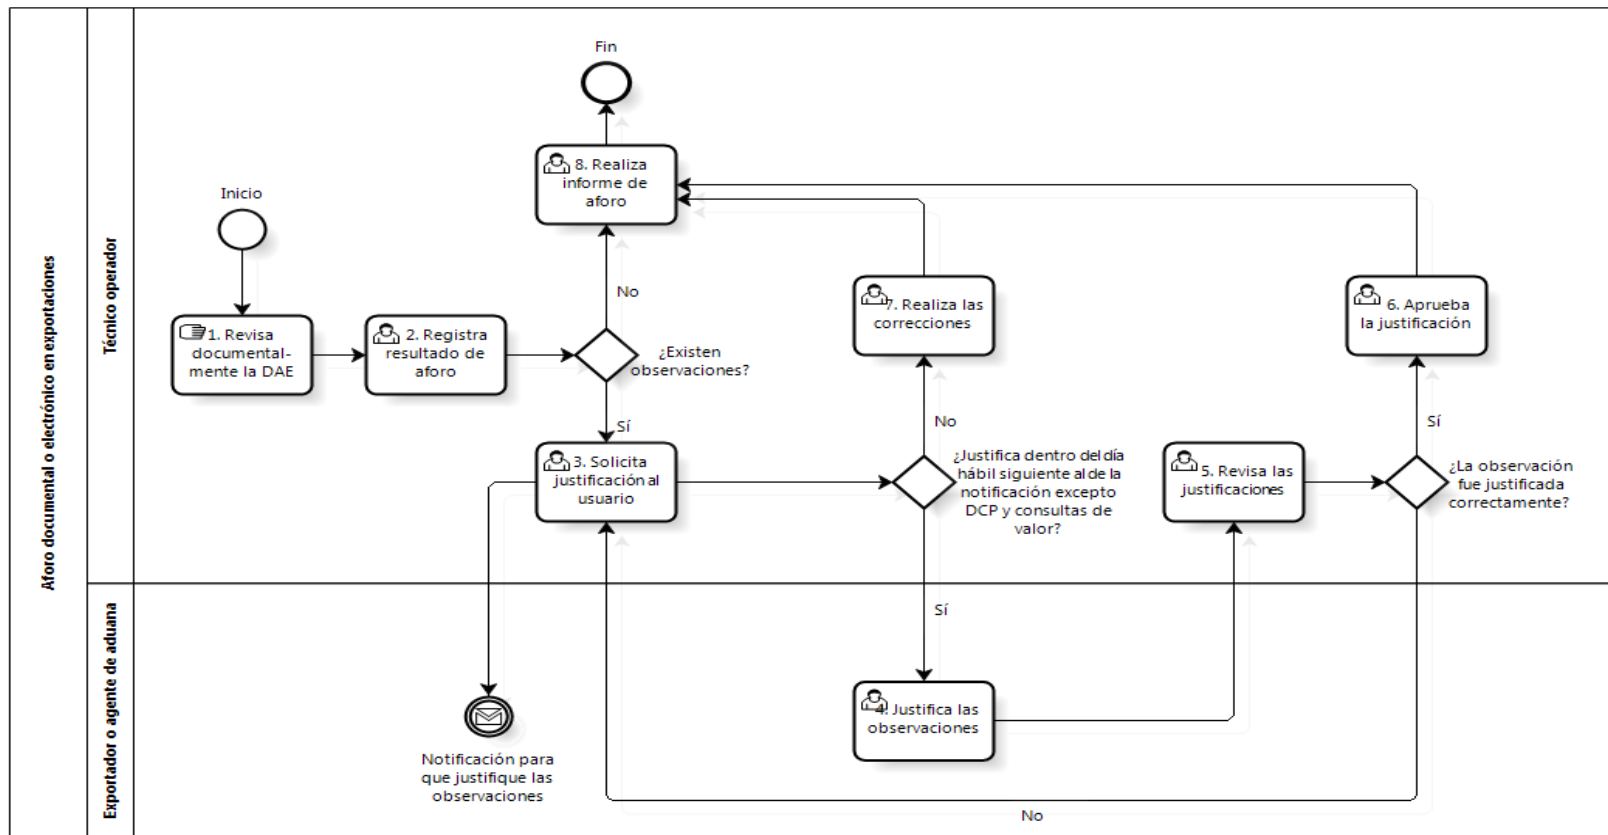 Aforo documental o electrónico en exportaciones
Técnico operador
Exportador o agente de aduana
Inicio
1. Revisa
documental-
mente la DAE
2. Registra
resultado de
aforo
¿Existen
observaciones?
No
Sí
8. Realiza
informe de
aforo
Fin
3. Solicita
justificación al
usuario
Notificación para
que justifique las
observaciones
¿Justifica dentro del día
hábil siguiente al de la
notificación excepto
DCP y consultas de
valor?
No
Sí
7. Realiza las
correcciones
4. Justifica las
observaciones
5. Revisa las
justificaciones
¿La observación
fue justificada
correctamente?
Sí
No
6. Aprueba
la justificación